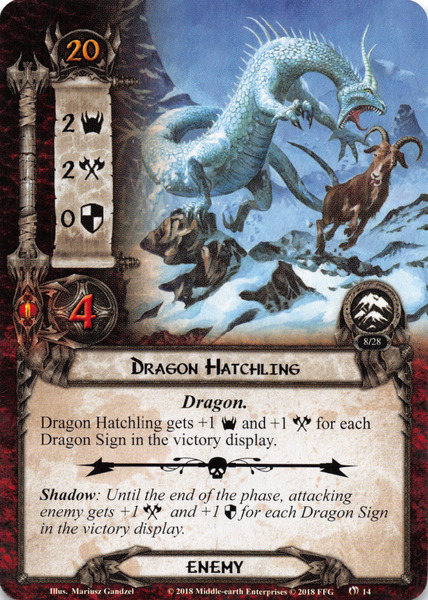 20
2
2
0
4
8/28
Dragon Hatchling
Dragon.
Dragon Hatchling gets +1 and +1 for each
Dragon Sign in the victory display.
Shadow: Until the end of the phase, attacking
enemy gets +1 and +1 for each Dragon Sign
in the victory display.
ENEMY
Illus. Mariusz Gandzel © 2018 Middle-earth Enterprises © 2018 FFG 14